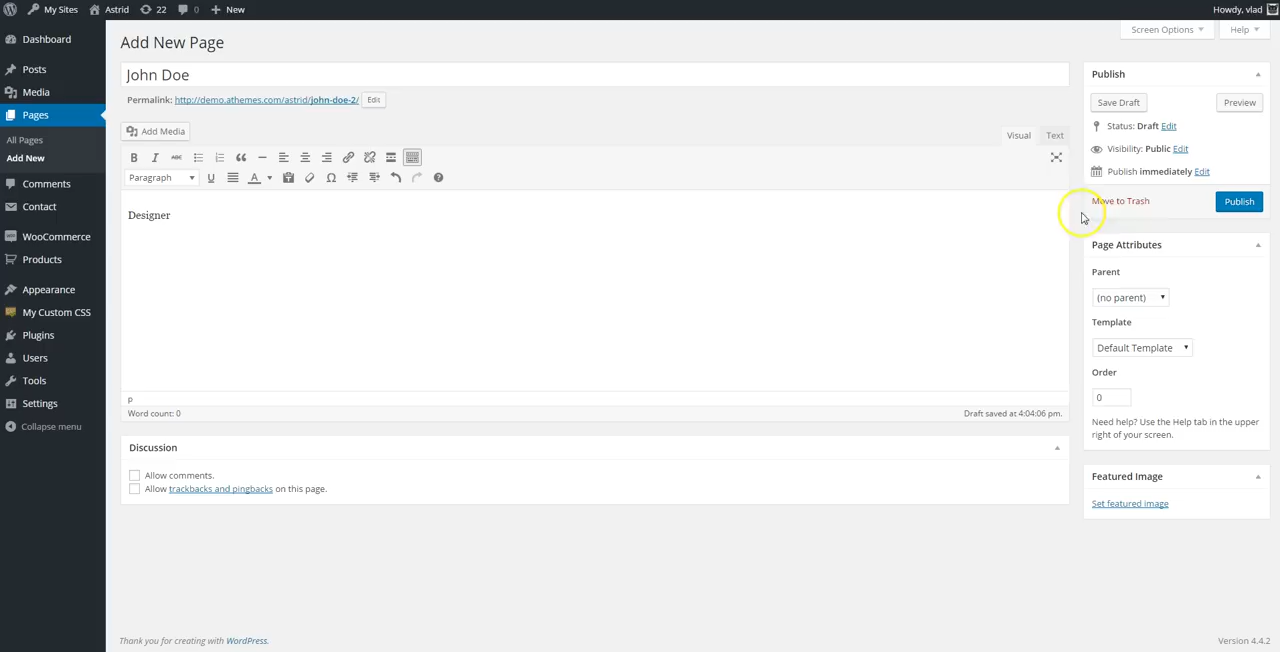 My Sites Astrid 22 0 New Howdy, vlad
Dashboard
Posts
Media
Pages
All Pages
Add New
Comments
Contact
WooCommerce
Products
Appearance
My Custom CSS
Plugins
Users
Tools
Settings
Collapse menu
Screen Options Help
Add New Page
John Doe
Permalink: http://demo.athemes.com/astrid/john-doe-2/ Edit
Add Media
Visual Text
B I ABC
Paragraph U A Ω
Designer
p
Word count: 0 Draft saved at 4:04:06 pm.
Discussion
Allow comments.
Allow trackbacks and pingbacks on this page.
Publish
Save Draft Preview
Status: Draft Edit
Visibility: Public Edit
Publish immediately Edit
Move to Trash Publish
Page Attributes
Parent
(no parent)
Template
Default Template
Order
0
Need help? Use the Help tab in the upper
right of your screen.
Featured Image
Set featured image
Thank you for creating with WordPress. Version 4.4.2